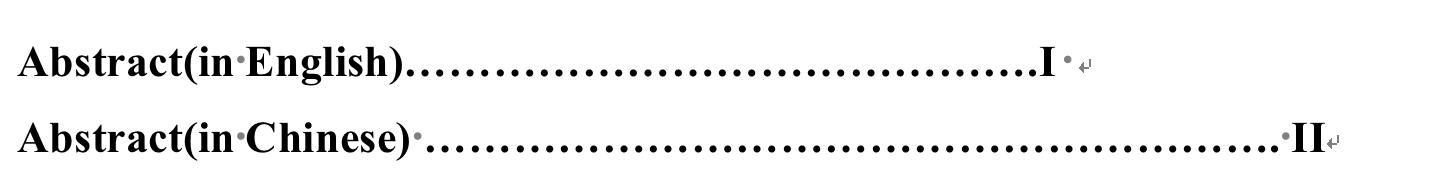 Abstract(in English)…………………………………….I
Abstract(in Chinese) …………………………………………………. II